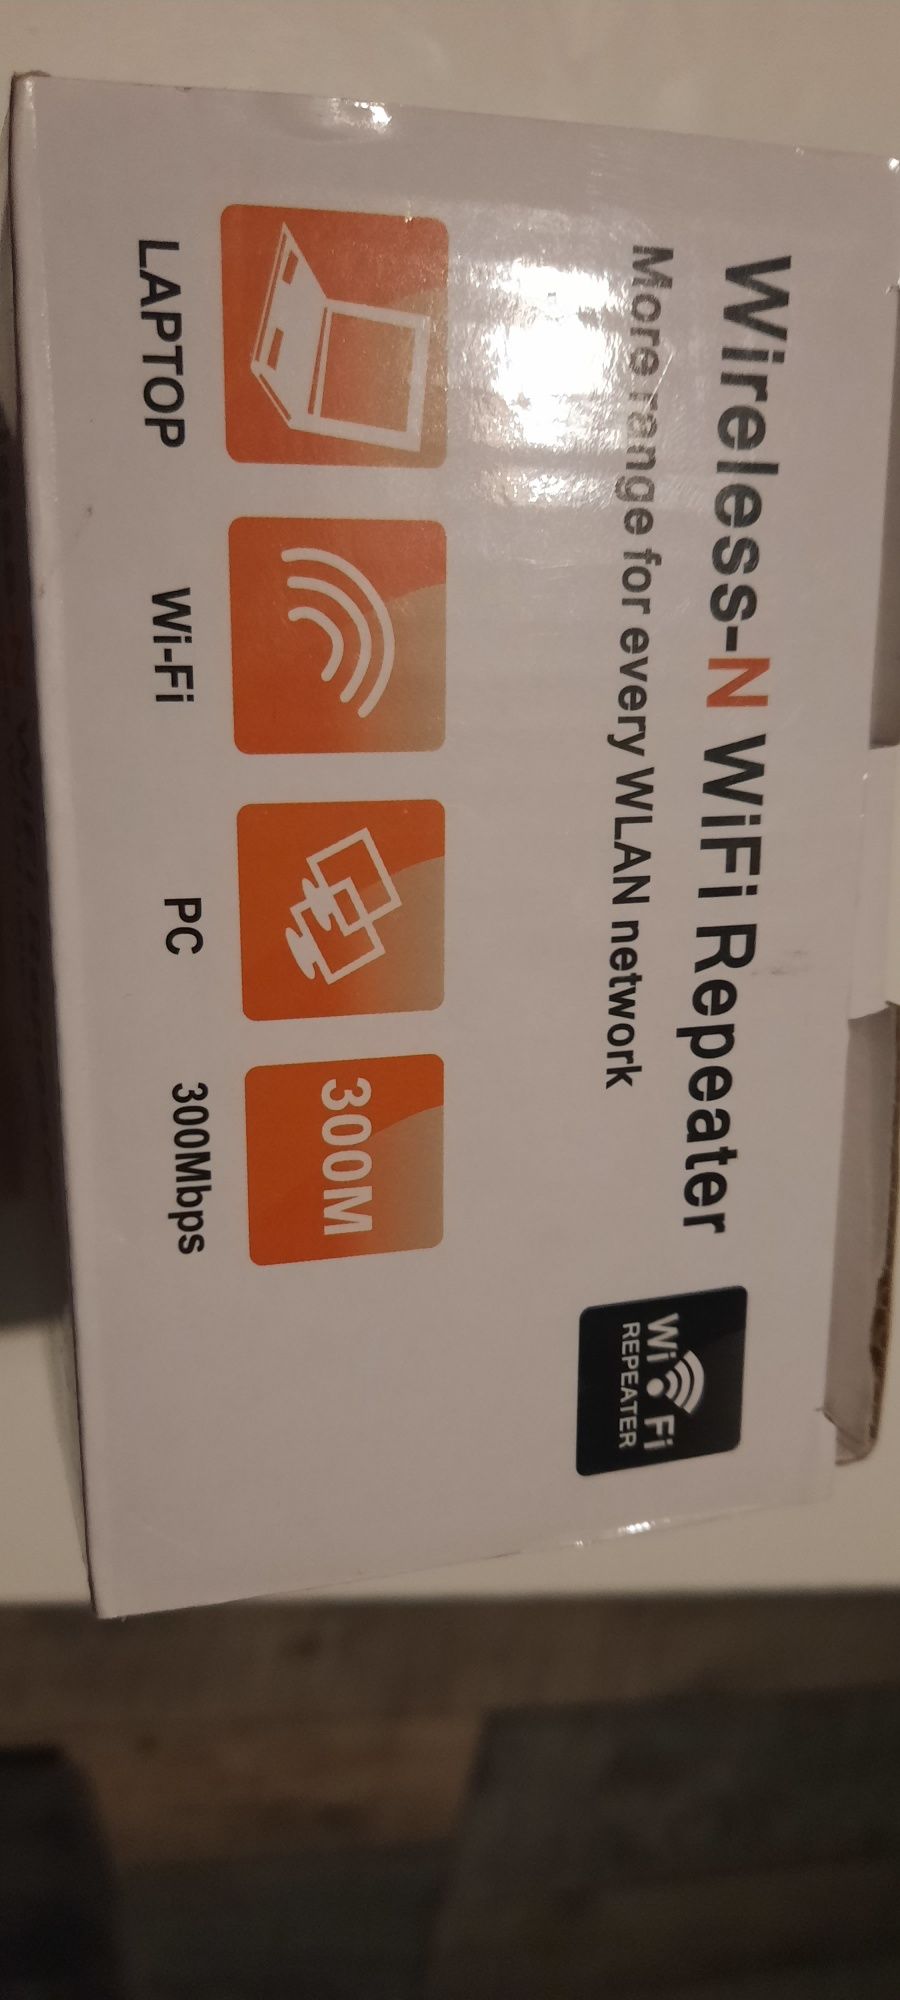 Wireless-N WiFi Repeater
More range for every WLAN network
Wi Fi
REPEATER
300M
LAPTOP
Wi-Fi
PC
300Mbps